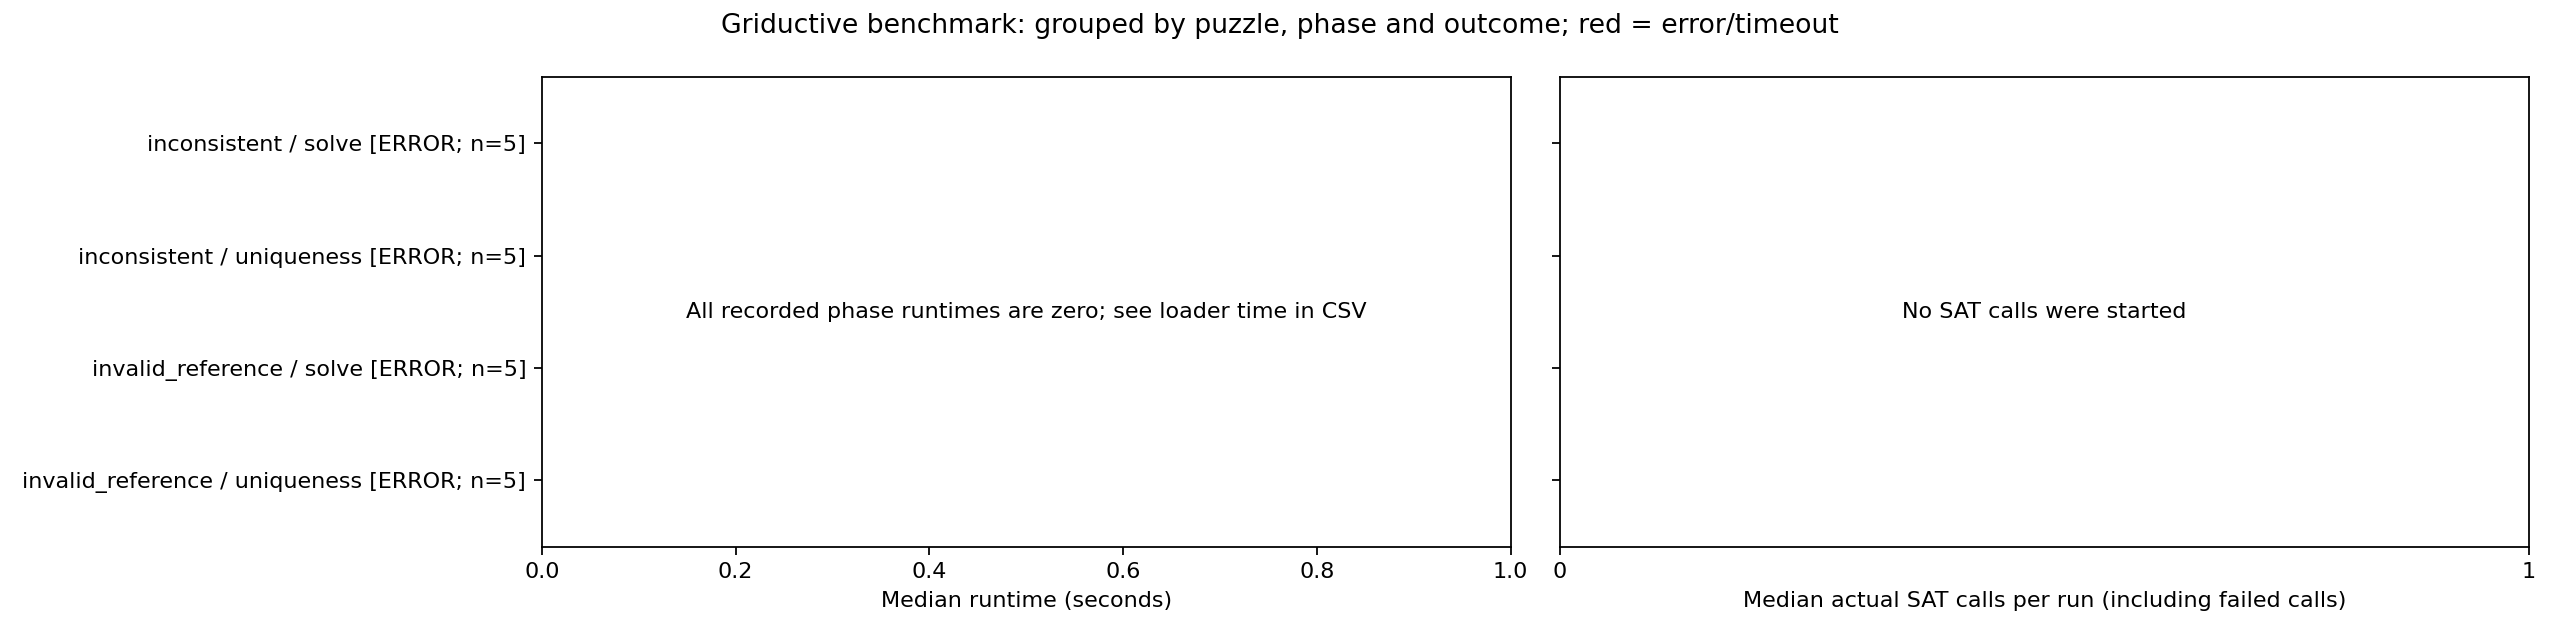 Griductive benchmark: grouped by puzzle, phase and outcome; red = error/timeout
inconsistent / solve [ERROR; n=5]
inconsistent / uniqueness [ERROR; n=5]
invalid_reference / solve [ERROR; n=5]
invalid_reference / uniqueness [ERROR; n=5]
All recorded phase runtimes are zero; see loader time in CSV
0.0 0.2 0.4 0.6 0.8 1.0
Median runtime (seconds)
No SAT calls were started
0 1
Median actual SAT calls per run (including failed calls)